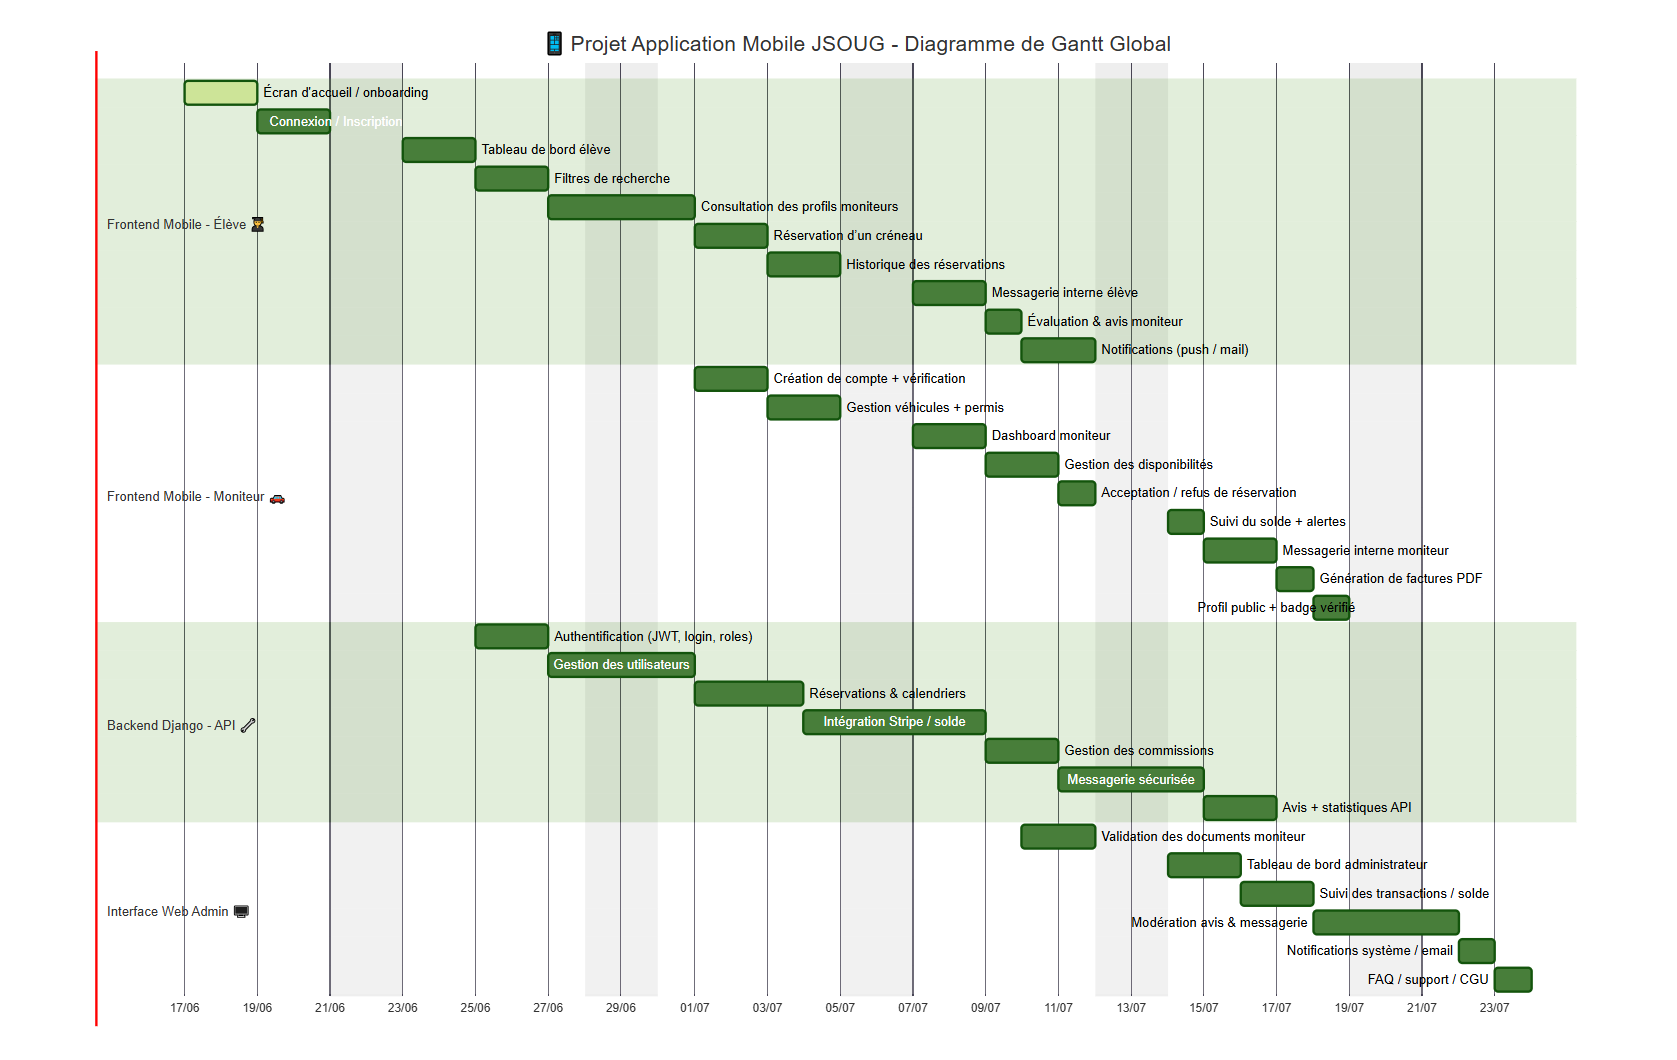 📱 Projet Application Mobile JSOUG - Diagramme de Gantt Global
Écran d'accueil / onboarding
Connexion / Inscription
Tableau de bord élève
Filtres de recherche
Consultation des profils moniteurs
Frontend Mobile - Élève 👨‍🎓
Réservation d’un créneau
Historique des réservations
Messagerie interne élève
Évaluation & avis moniteur
Notifications (push / mail)
Création de compte + vérification
Gestion véhicules + permis
Dashboard moniteur
Gestion des disponibilités
Frontend Mobile - Moniteur 🚗
Acceptation / refus de réservation
Suivi du solde + alertes
Messagerie interne moniteur
Génération de factures PDF
Profil public + badge vérifié
Authentification (JWT, login, roles)
Gestion des utilisateurs
Réservations & calendriers
Backend Django - API 🔗
Intégration Stripe / solde
Gestion des commissions
Messagerie sécurisée
Avis + statistiques API
Validation des documents moniteur
Tableau de bord administrateur
Suivi des transactions / solde
Interface Web Admin 🖥️
Modération avis & messagerie
Notifications système / email
FAQ / support / CGU
17/06 19/06 21/06 23/06 25/06 27/06 29/06 01/07 03/07 05/07 07/07 09/07 11/07 13/07 15/07 17/07 19/07 21/07 23/07